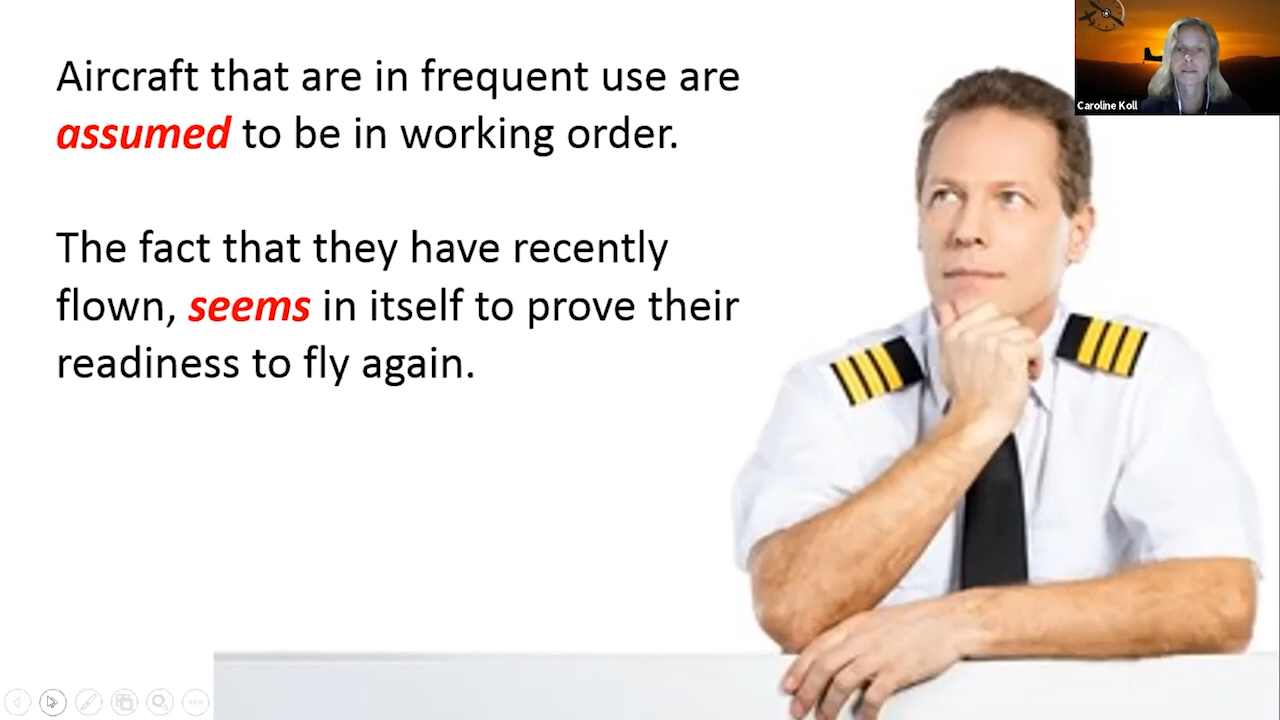 Aircraft that are in frequent use are
assumed to be in working order.
The fact that they have recently
flown, seems in itself to prove their
readiness to fly again.
Caroline Koll